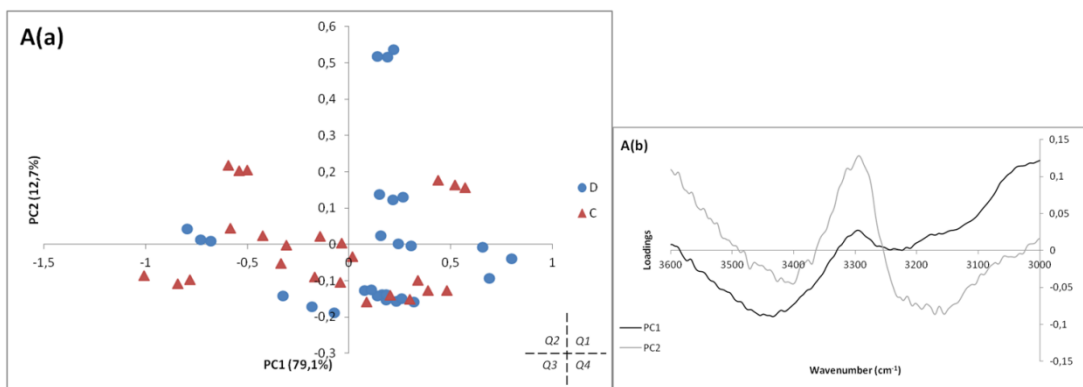 A(a)
0,6
0,5
0,4
0,3
0,2
0,1
0
-0,1
-0,2
-0,3
PC2 (12,7%)
-1,5
-1
-0,5
0
0,5
1
PC1 (79,1%)
D
C
Q2 Q1
Q3 Q4
A(b)
0,15
0,1
0,05
0
-0,05
-0,1
-0,15
Loadings
3600
3500
3400
3300
3200
3100
3000
PC1
PC2
Wavenumber (cm-1)